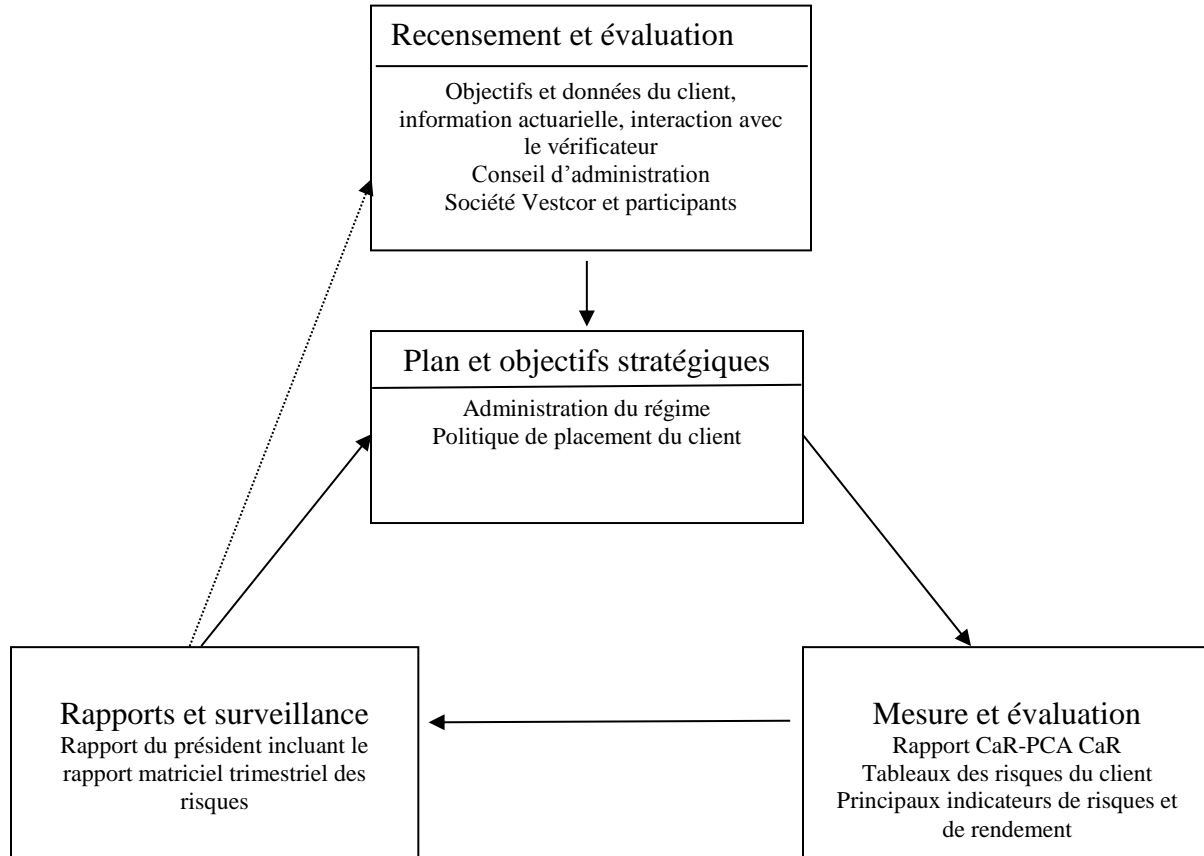 Recensement et évaluation
Objectifs et données du client,
information actuarielle, interaction avec
le vérificateur
Conseil d'administration
Société Vestcor et participants
Plan et objectifs stratégiques
Administration du régime
Politique de placement du client
Rapports et surveillance
Rapport du président incluant le
rapport matriciel trimestriel des
risques
Mesure et évaluation
Rapport CaR-PCA CaR
Tableaux des risques du client
Principaux indicateurs de risques et
de rendement